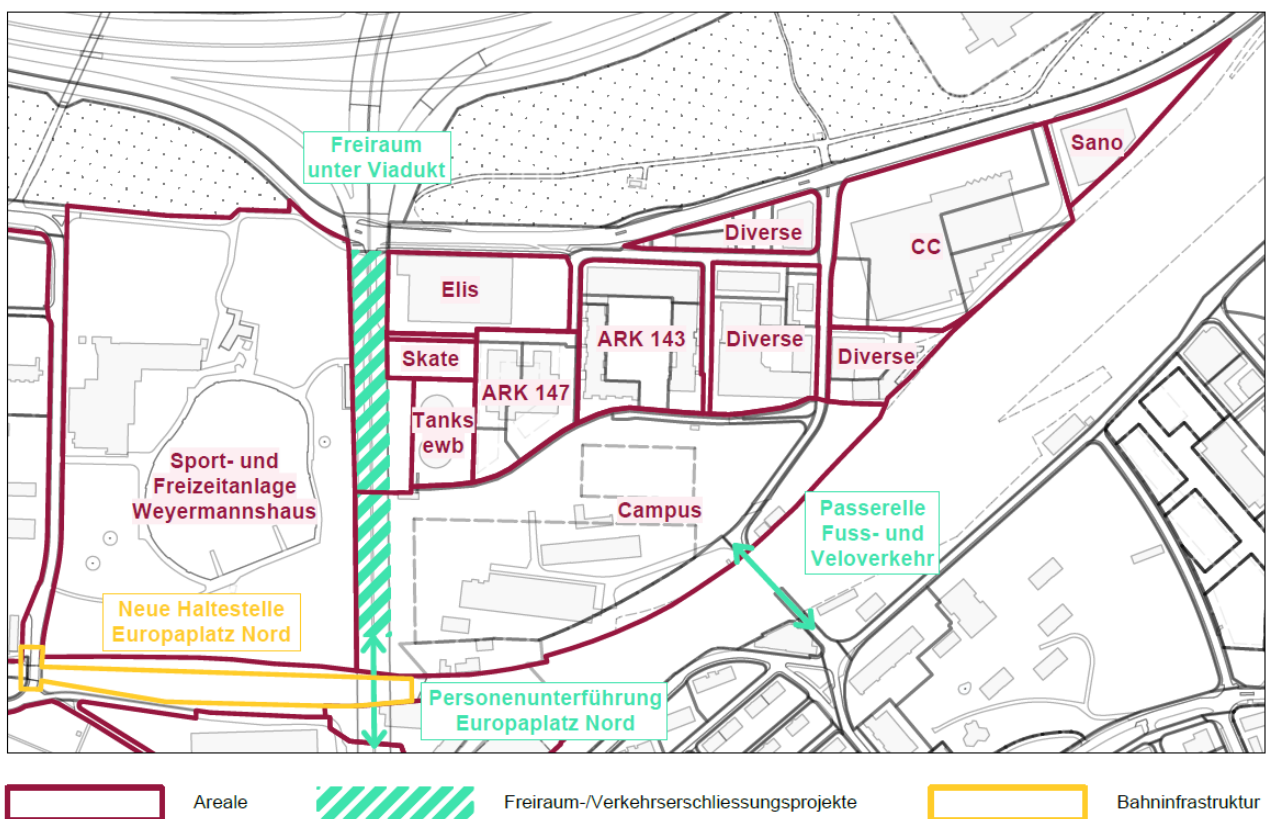 Freiraum
unter Viadukt
Sano
Diverse
CC
Elis
ARK 143
Diverse
Diverse
Skate
ARK 147
Tanks
ewb
Sport- und
Freizeitanlage
Weyermannshaus
Campus
Passerelle
Fuss- und
Veloverkehr
Neue Haltestelle
Europaplatz Nord
Personenunterführung
Europaplatz Nord
Areale
Freiraum-/Verkehrserschliessungsprojekte
Bahninfrastruktur